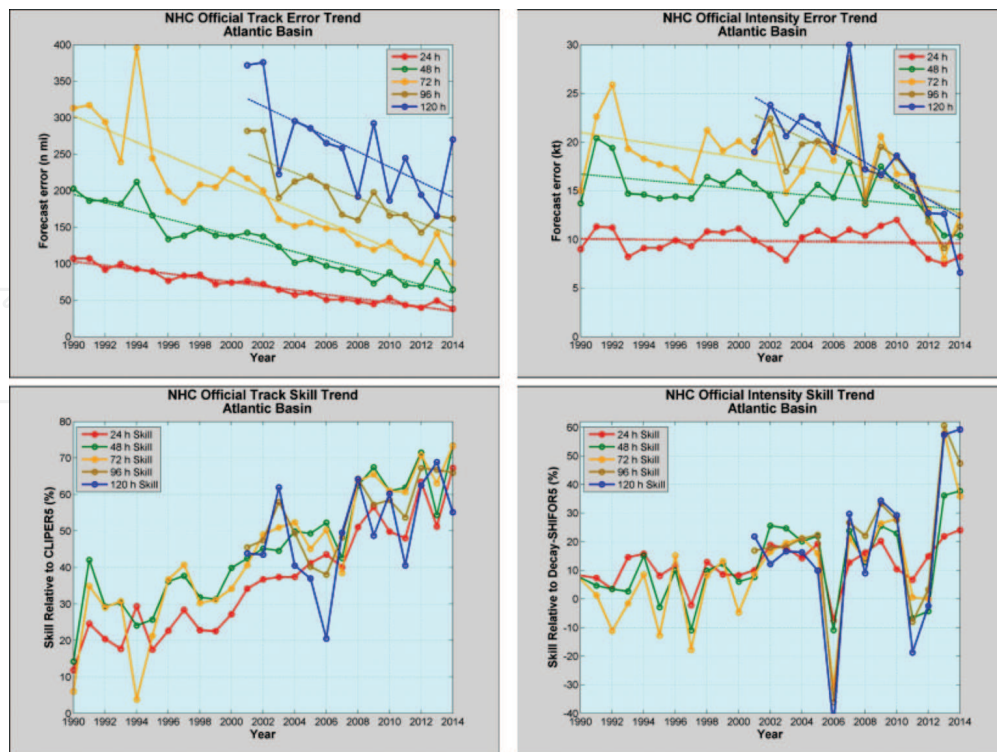 NHC Official Track Error Trend
Atlantic Basin
400
350
300
250
200
150
100
50
0
Forecast error (n mi)
24 h
48 h
72 h
96 h
120 h
1990 1992 1994 1996 1998 2000 2002 2004 2006 2008 2010 2012 2014
Year
NHC Official Intensity Error Trend
Atlantic Basin
30
25
20
15
10
5
0
Forecast error (kt)
24 h
48 h
72 h
96 h
120 h
1990 1992 1994 1996 1998 2000 2002 2004 2006 2008 2010 2012 2014
Year
NHC Official Track Skill Trend
Atlantic Basin
80
70
60
50
40
30
20
10
0
Skill Relative to CLIPER5 (%)
24 h Skill
48 h Skill
72 h Skill
96 h Skill
120 h Skill
1990 1992 1994 1996 1998 2000 2002 2004 2006 2008 2010 2012 2014
Year
NHC Official Intensity Skill Trend
Atlantic Basin
60
50
40
30
20
10
0
-10
-20
-30
-40
Skill Relative to Decay-SHIFOR5 (%)
24 h Skill
48 h Skill
72 h Skill
96 h Skill
120 h Skill
1990 1992 1994 1996 1998 2000 2002 2004 2006 2008 2010 2012 2014
Year